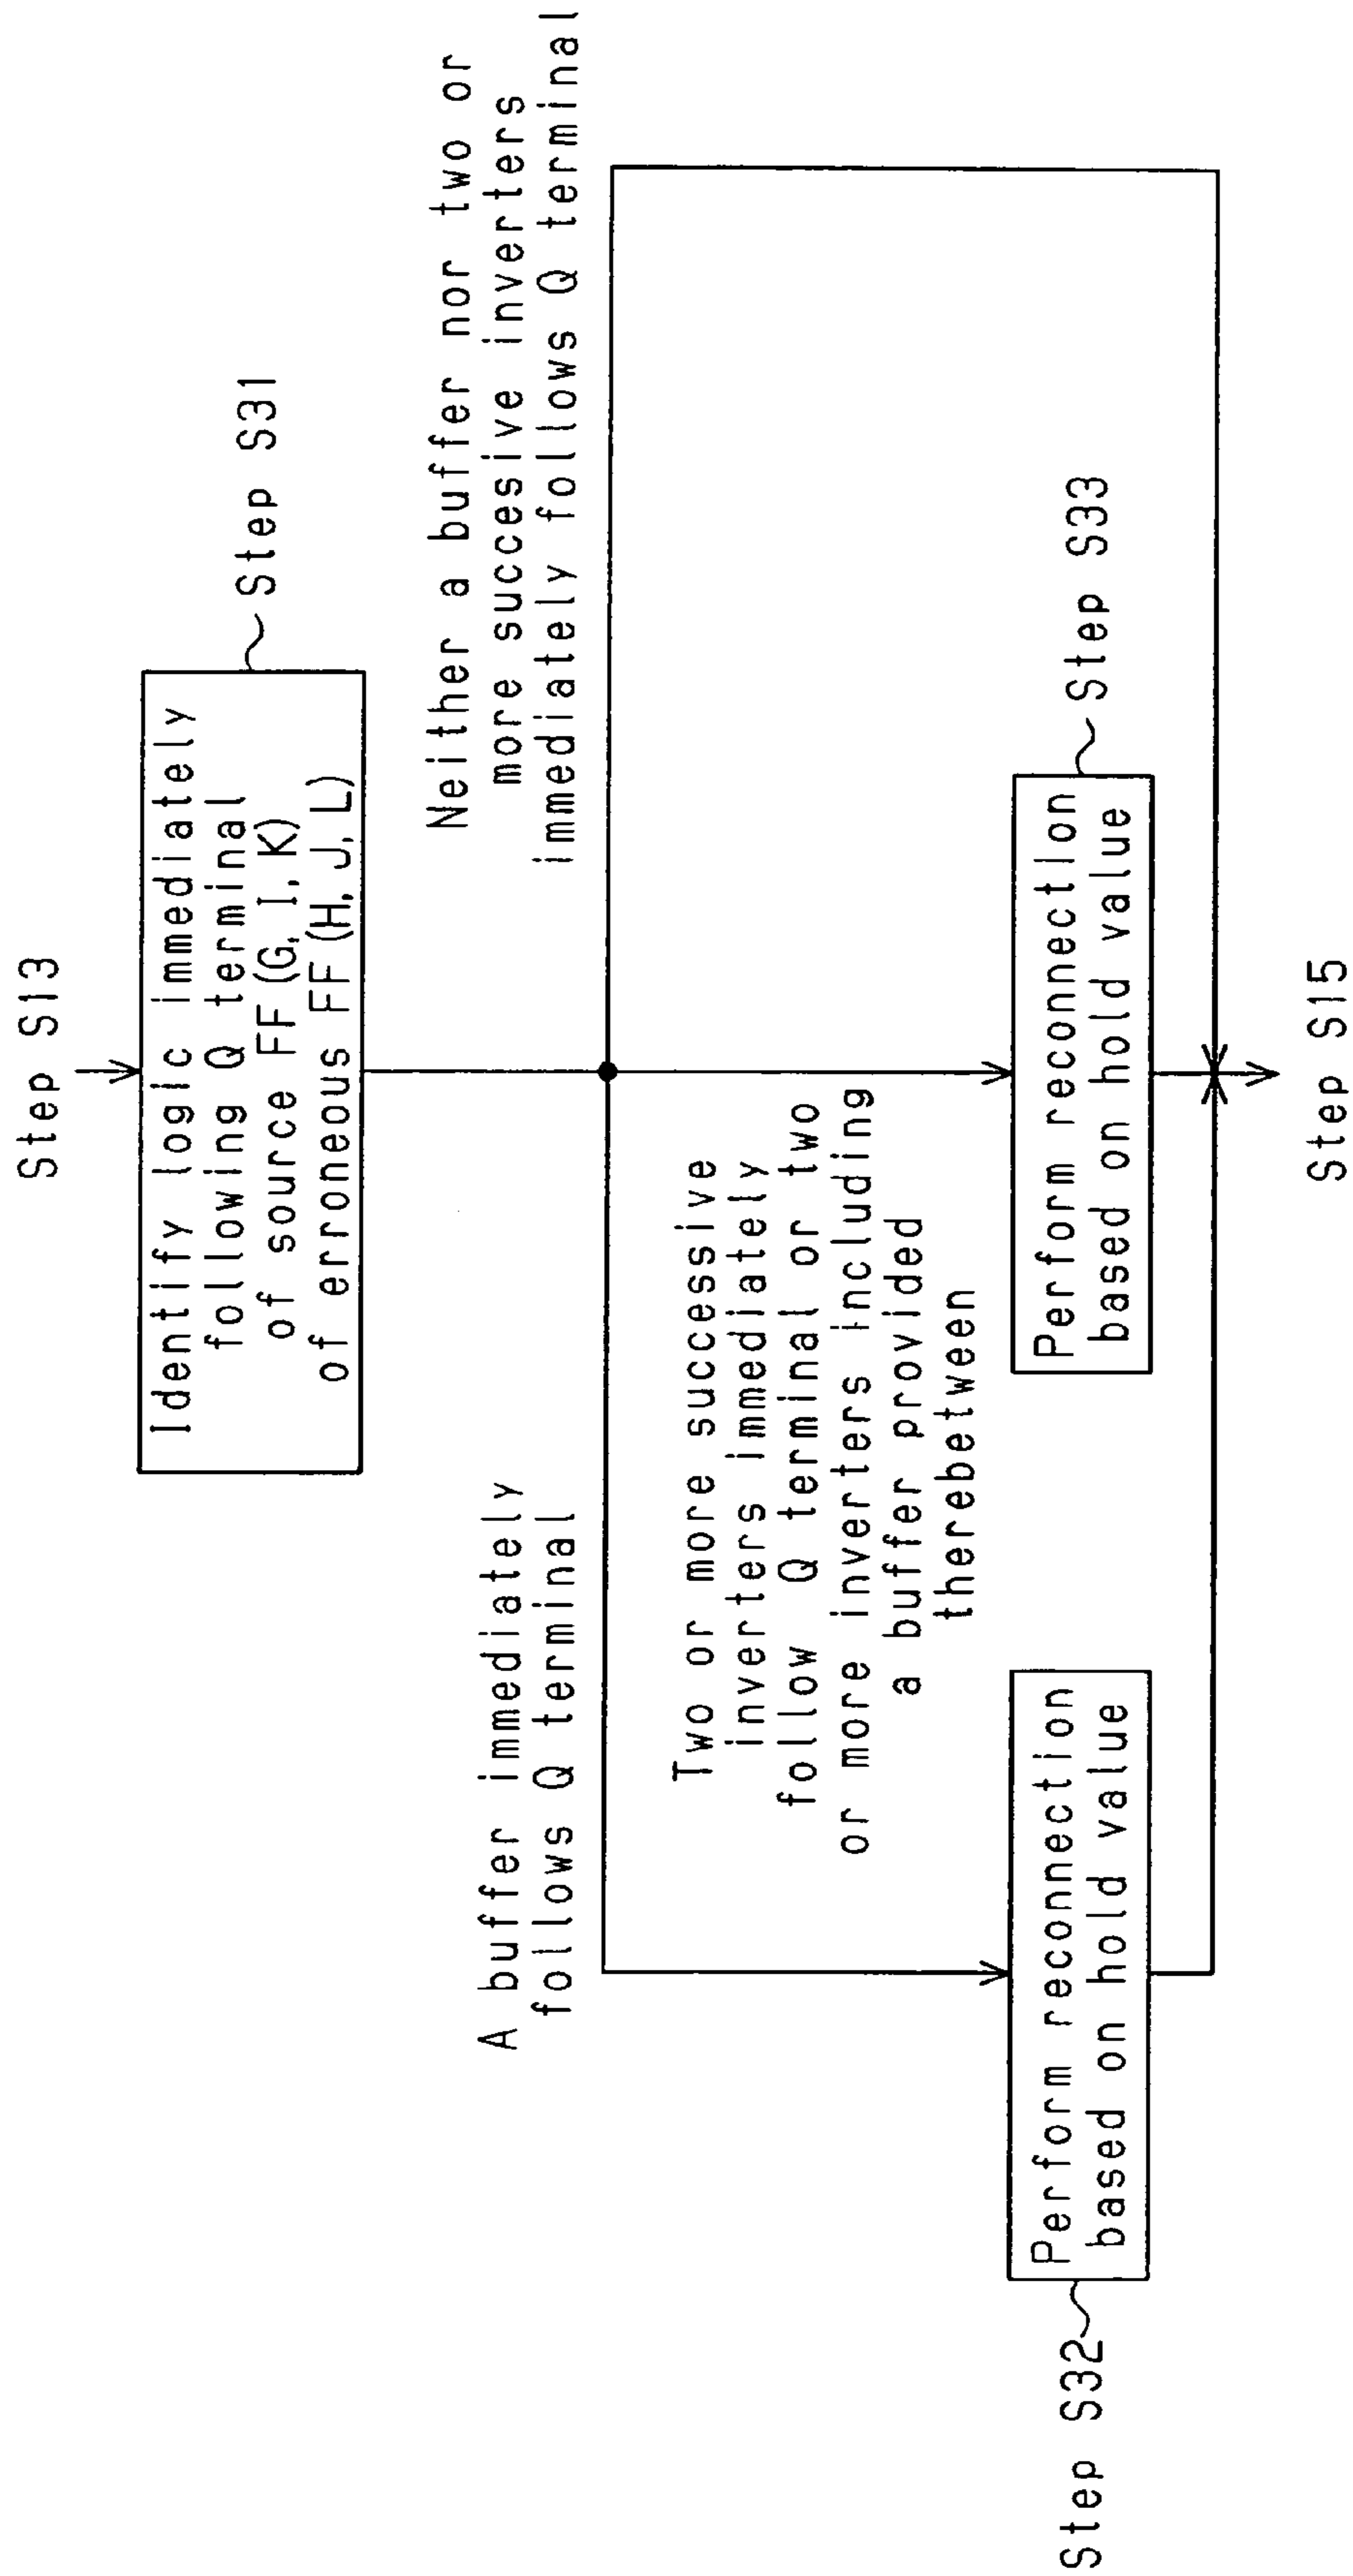 Step S13
Identify logic immediately
following Q terminal
of source FF (G, I, K)
of erroneous FF (H, J, L)
Step S31
A buffer immediately
follows Q terminal
Neither a buffer nor two or
more successive inverters
immediately follows Q terminal
Two or more successive
inverters immediately
follow Q terminal or two
or more inverters including
a buffer provided
therebetween
Step S32
Perform reconnection
based on hold value
Perform reconnection
based on hold value
Step S33
Step S15